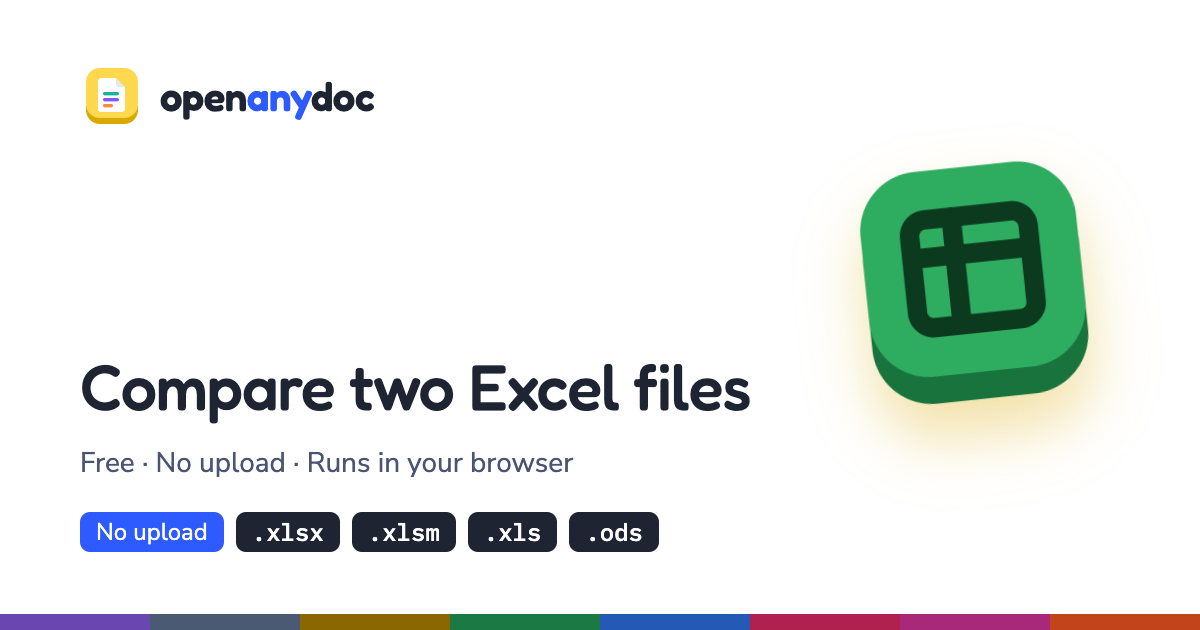 openanydoc
Compare two Excel files
Free · No upload · Runs in your browser
No upload .xlsx .xlsm .xls .ods